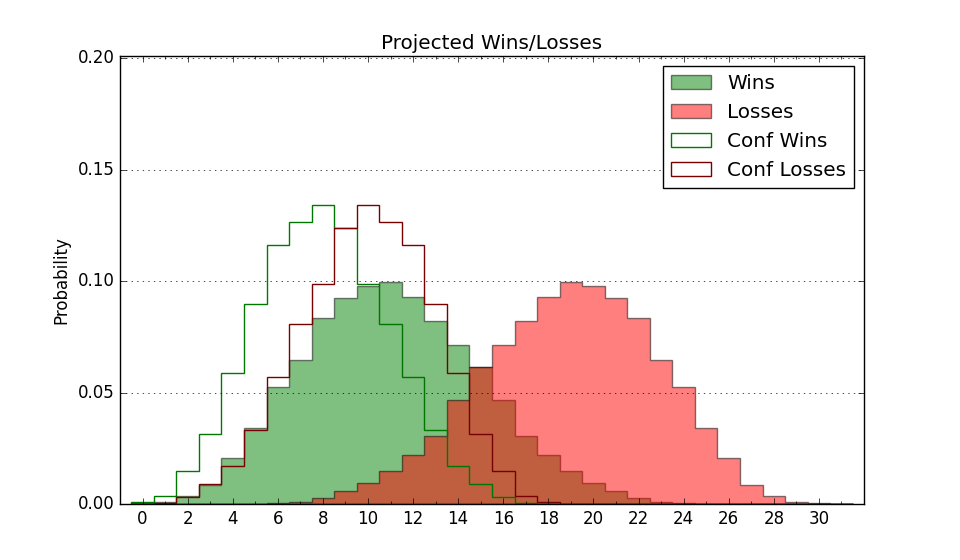 Projected Wins/Losses
0.20
0.15
0.10
0.05
0.00
Probability
Wins
Losses
Conf Wins
Conf Losses
0 2 4 6 8 10 12 14 16 18 20 22 24 26 28 30